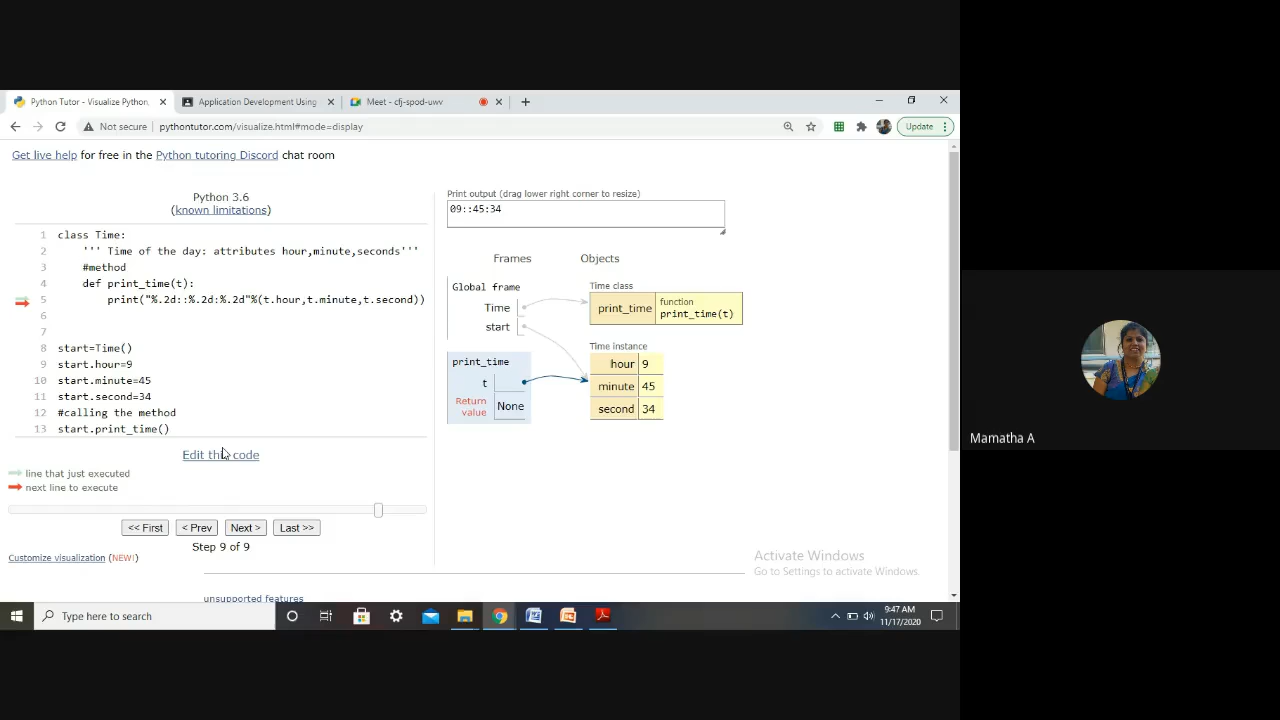 Python Tutor - Visualize Python,
Application Development Using
Meet - cfj-spod-uwv
Not secure
pythontutor.com/visualize.html#mode=display
Update
Get live help for free in the Python tutoring Discord chat room
Python 3.6
(known limitations)
1 class Time:
2 ''' Time of the day: attributes hour,minute,seconds'''
3 #method
4 def print_time(t):
5 print("%.2d::%.2d:%.2d"%(t.hour,t.minute,t.second))
6
7
8 start=Time()
9 start.hour=9
10 start.minute=45
11 start.second=34
12 #calling the method
13 start.print_time()
Edit this code
line that just executed
next line to execute
<< First
< Prev
Next >
Last >>
Step 9 of 9
Customize visualization (NEW!)
unsupported features
Print output (drag lower right corner to resize)
09::45:34
Frames
Objects
Global frame
Time
start
print_time
t
Return value
None
Time class
print_time
function
print_time(t)
Time instance
hour 9
minute 45
second 34
Activate Windows
Go to Settings to activate Windows.
Type here to search
9:47 AM
11/17/2020
Mamatha A